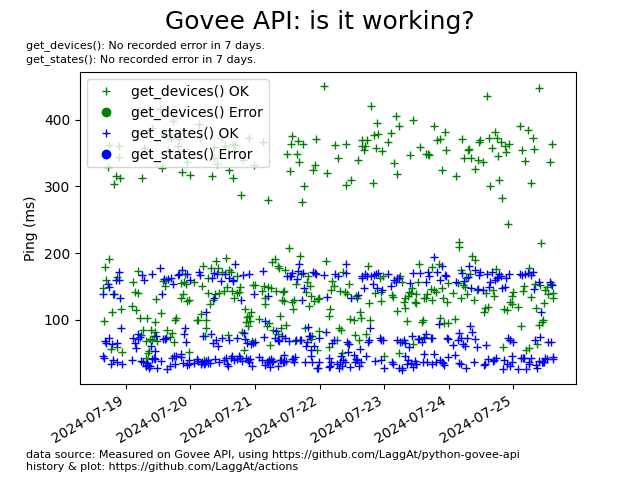 Govee API: is it working?
get_devices(): No recorded error in 7 days.
get_states(): No recorded error in 7 days.
get_devices() OK
get_devices() Error
get_states() OK
get_states() Error
Ping (ms)
400
300
200
100
2024-07-19
2024-07-20
2024-07-21
2024-07-22
2024-07-23
2024-07-24
2024-07-25
data source: Measured on Govee API, using https://github.com/LaggAt/python-govee-api
history & plot: https://github.com/LaggAt/actions